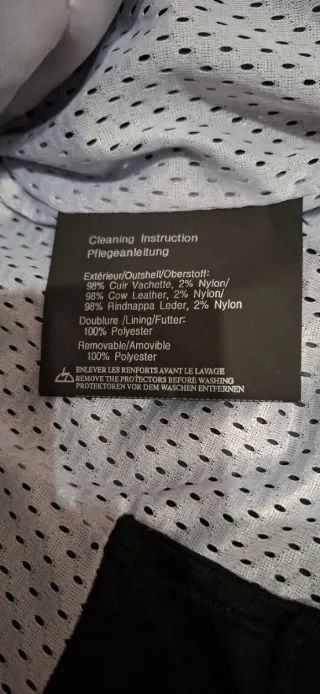 Cleaning Instruction
Pflegeanleitung
Extérieur/Outshell/Oberstoff:
98% Cuir Vachette, 2% Nylon/
98% Cow Leather, 2% Nylon/
98% Rindnappa Leder, 2% Nylon
Doublure /Lining/Futter:
100% Polyester
Removable/Amovible
100% Polyester
ENLEVER LES RENFORTS AVANT LE LAVAGE
REMOVE THE PROTECTORS BEFORE WASHING
PROTEKTOREN VOR DEM WASCHEN ENTFERNEN